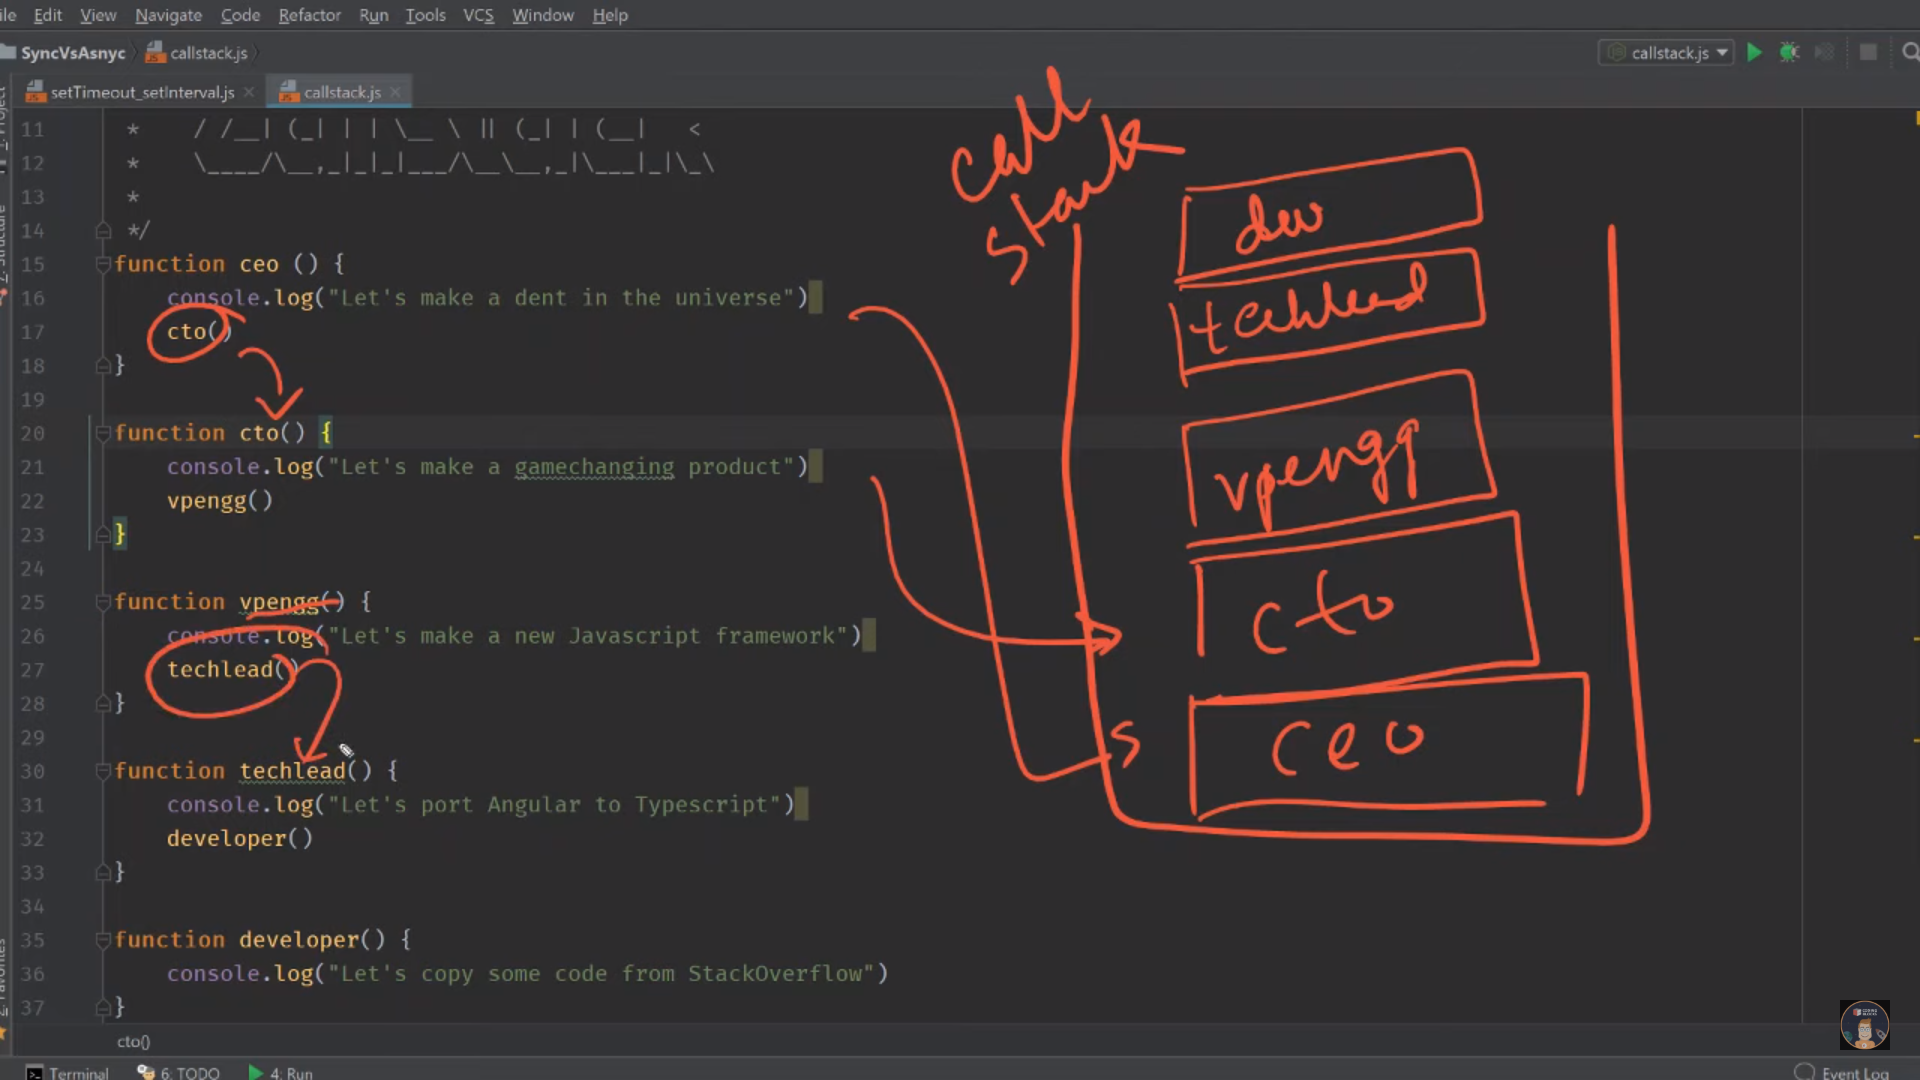 ile Edit View Navigate Code Refactor Run Tools VCS Window Help
SyncVsAsnyc callstack.js
callstack.js
setTimeout_setInterval.js callstack.js
11 * / /__| (_| | | \__ \ || (_| | (__|   <
12 * \____/\__,_|_|_|___/\__\__,_|\___|_|\_\
13 *
14 */
15 function ceo () {
16 console.log("Let's make a dent in the universe")
17 cto()
18 }
19
20 function cto() {
21 console.log("Let's make a gamechanging product")
22 vpengg()
23 }
24
25 function vpengg() {
26 console.log("Let's make a new Javascript framework")
27 techlead()
28 }
29
30 function techlead() {
31 console.log("Let's port Angular to Typescript")
32 developer()
33 }
34
35 function developer() {
36 console.log("Let's copy some code from StackOverflow")
37 }
call
stack
dev
techlead
vpengg
cto
ceo
cto()
Terminal 6: TODO 4: Run Event Log